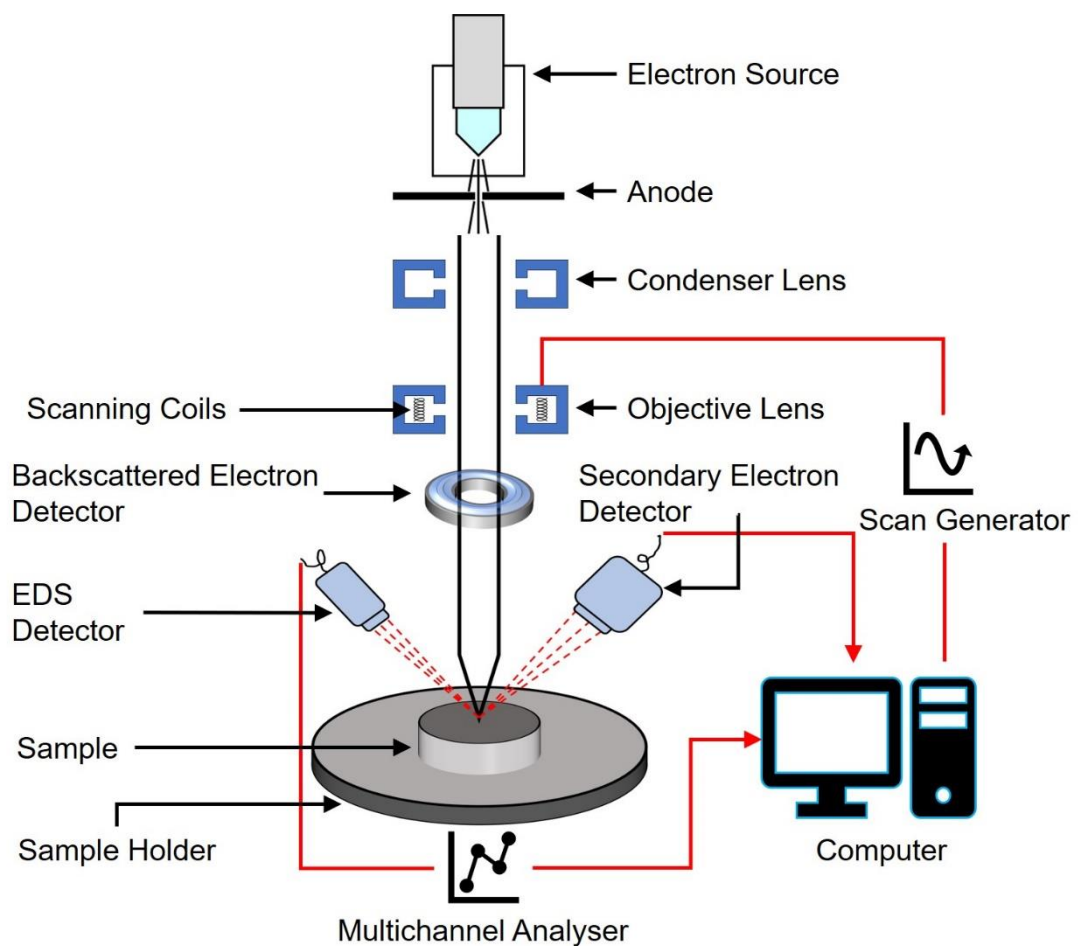 Electron Source
Anode
Condenser Lens
Scanning Coils
Objective Lens
Backscattered Electron
Detector
Secondary Electron
Detector
Scan Generator
EDS
Detector
Sample
Sample Holder
Computer
Multichannel Analyser